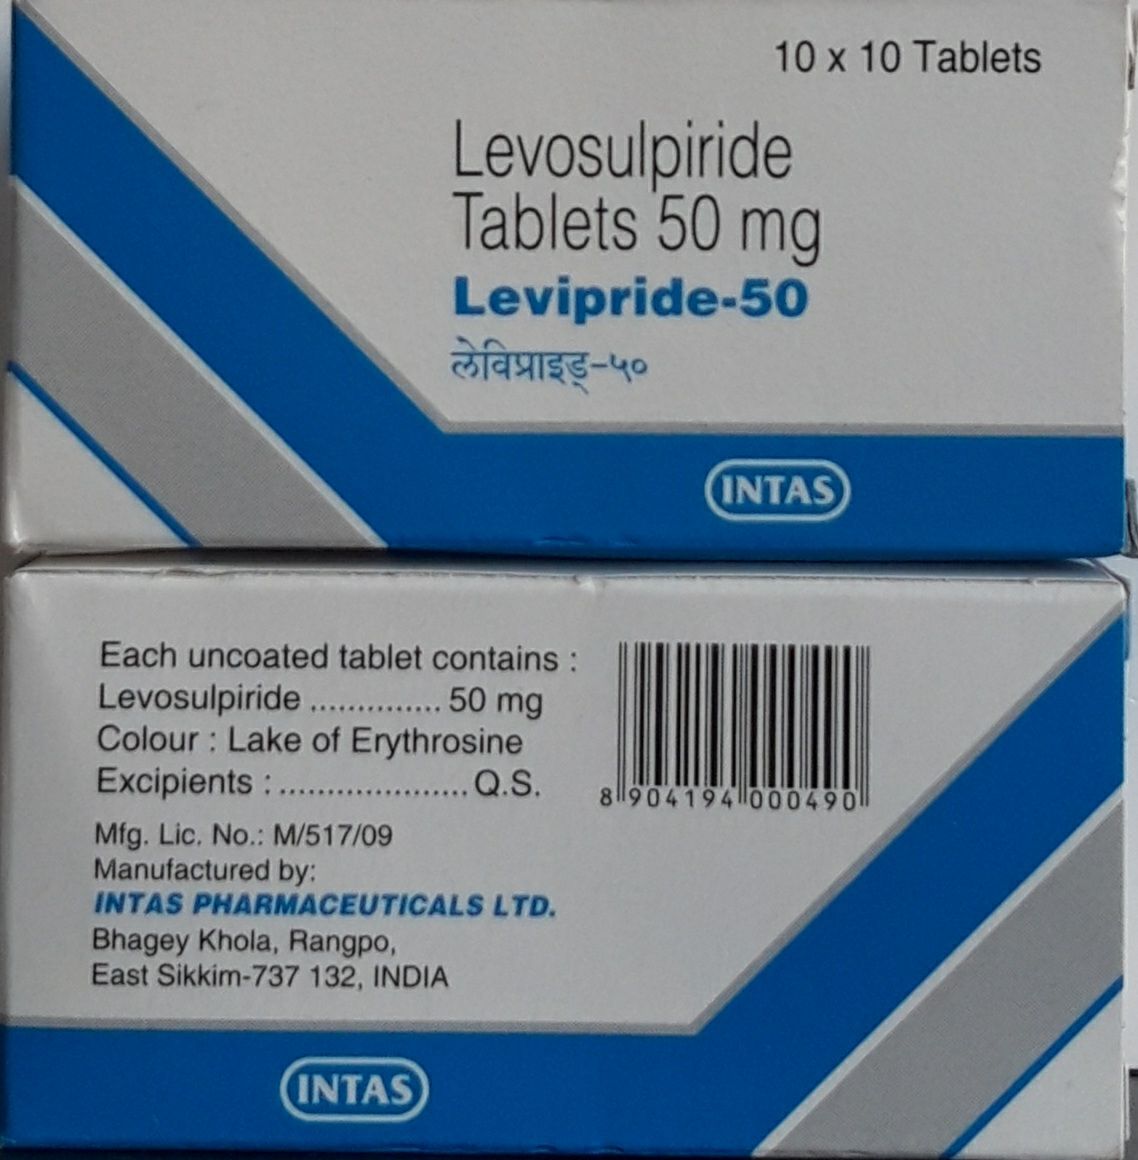 10 x 10 Tablets
Levosulpiride
Tablets 50 mg
Levipride-50
लेविप्राइड्-५०
INTAS
Each uncoated tablet contains :
Levosulpiride .............. 50 mg
Colour : Lake of Erythrosine
Excipients : .................... Q.S.
8 904194 000490
Mfg. Lic. No.: M/517/09
Manufactured by:
INTAS PHARMACEUTICALS LTD.
Bhagey Khola, Rangpo,
East Sikkim-737 132, INDIA
INTAS